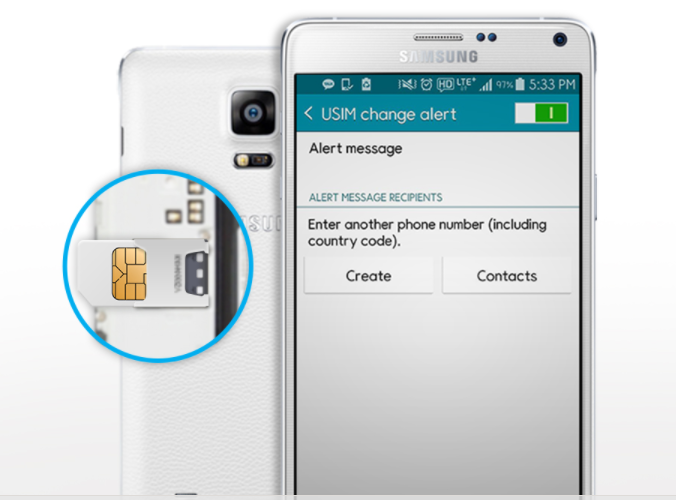 SAMSUNG
HD LTE+ 97% 5:33 PM
< USIM change alert
Alert message
ALERT MESSAGE RECIPIENTS
Enter another phone number (including
country code).
Create
Contacts